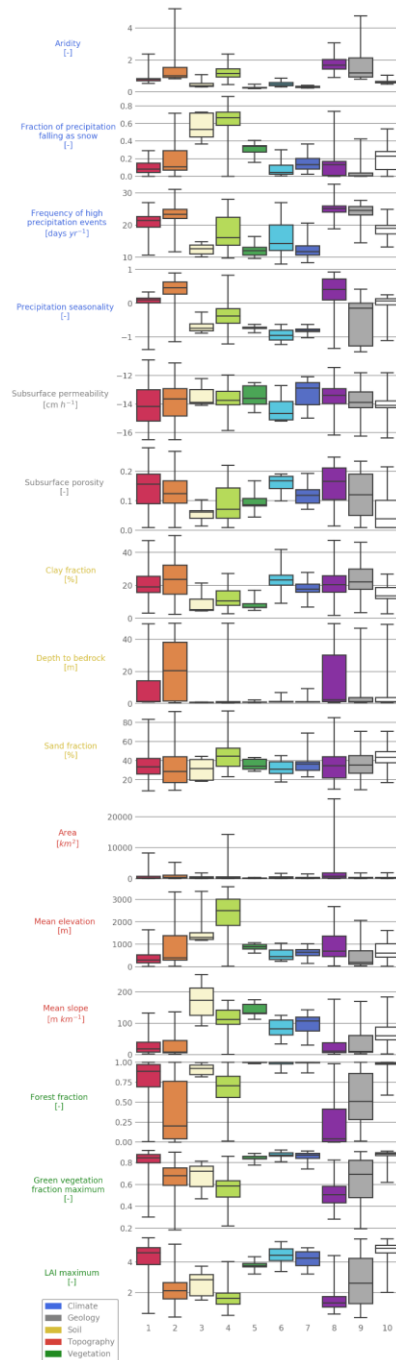 Aridity
[-]
4
2
0
Fraction of precipitation
falling as snow
[-]
0.8
0.6
0.4
0.2
0.0
Frequency of high
precipitation events
[days yr⁻¹]
30
20
10
Precipitation seasonality
[-]
1
0
−1
Subsurface permeability
[cm h⁻¹]
−12
−14
−16
Subsurface porosity
[-]
0.2
0.1
0.0
Clay fraction
[%]
40
20
0
Depth to bedrock
[m]
40
20
0
Sand fraction
[%]
80
60
40
20
Area
[km²]
20000
10000
0
Mean elevation
[m]
3000
2000
1000
0
Mean slope
[m km⁻¹]
200
100
0
Forest fraction
[-]
1.00
0.75
0.50
0.25
0.00
Green vegetation
fraction maximum
[-]
0.8
0.6
0.4
0.2
LAI maximum
[-]
4
2
1 2 3 4 5 6 7 8 9 10
Climate
Geology
Soil
Topography
Vegetation